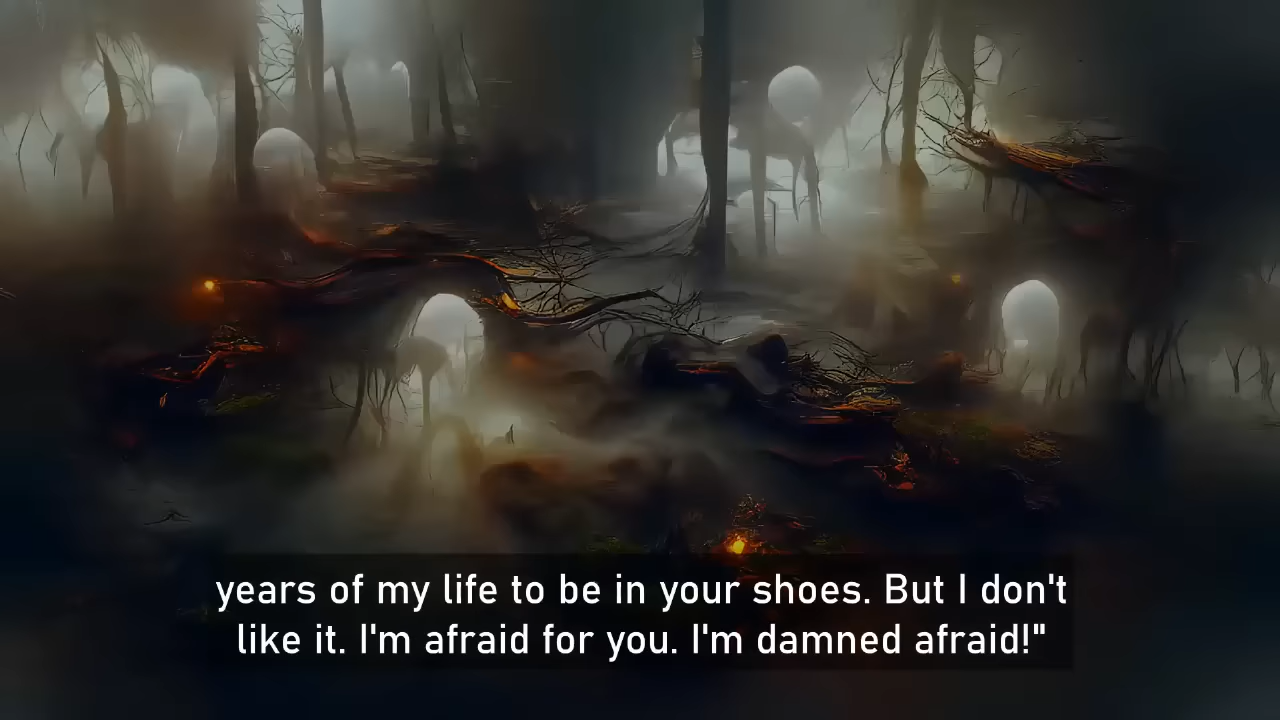 years of my life to be in your shoes. But I don't
like it. I'm afraid for you. I'm damned afraid!"